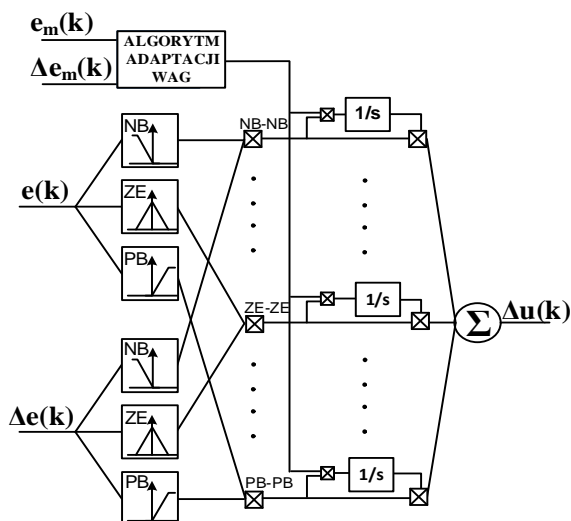 e_m(k)
Δe_m(k)
ALGORYTM
ADAPTACJI
WAG
NB
NB-NB
1/s
e(k)
ZE
PB
ZE-ZE
1/s
Σ
Δu(k)
NB
Δe(k)
ZE
PB
PB-PB
1/s